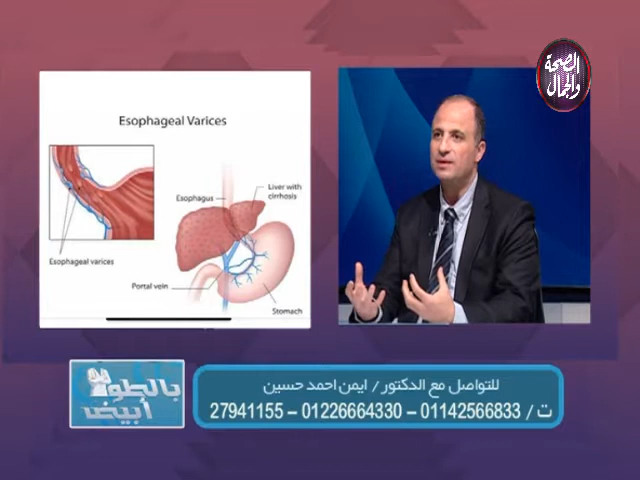 الصحة
والجمال
Esophageal Varices
Esophagus
Liver with
cirrhosis
Esophageal varices
Portal vein
Stomach
بالطو
أبيض
للتواصل مع الدكتور / ايمن احمد حسين
ت / 01142566833 – 01226664330 – 27941155